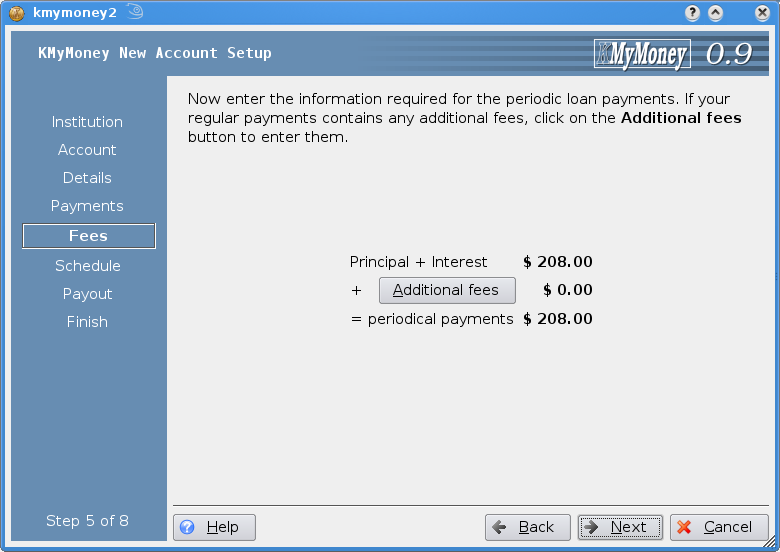 kmymoney2
KMyMoney New Account Setup
KMyMoney 0.9
Institution
Account
Details
Payments
Fees
Schedule
Payout
Finish
Step 5 of 8
Now enter the information required for the periodic loan payments. If your
regular payments contains any additional fees, click on the Additional fees
button to enter them.
Principal + Interest $ 208.00
+ Additional fees $ 0.00
= periodical payments $ 208.00
Help
Back
Next
Cancel